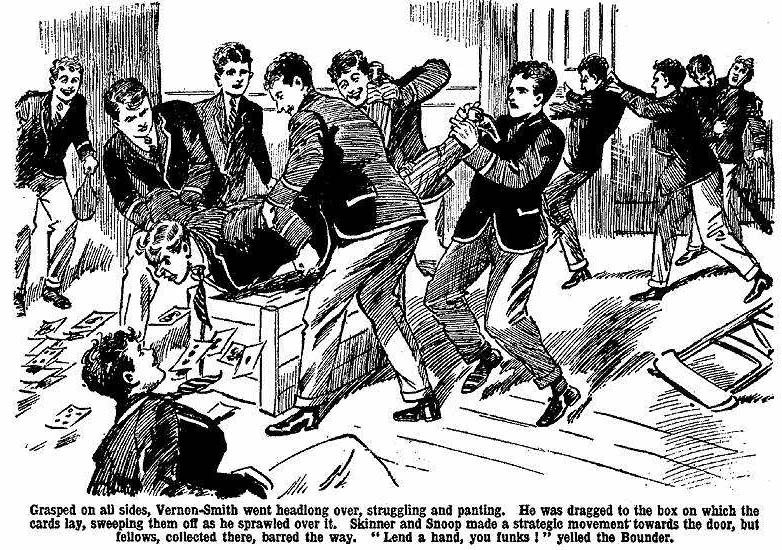 Grasped on all sides, Vernon-Smith went headlong over, struggling and panting. He was dragged to the box on which the
cards lay, sweeping them off as he sprawled over it. Skinner and Snoop made a strategic movement towards the door, but
fellows, collected there, barred the way. "Lend a hand, you funks!" yelled the Bounder.